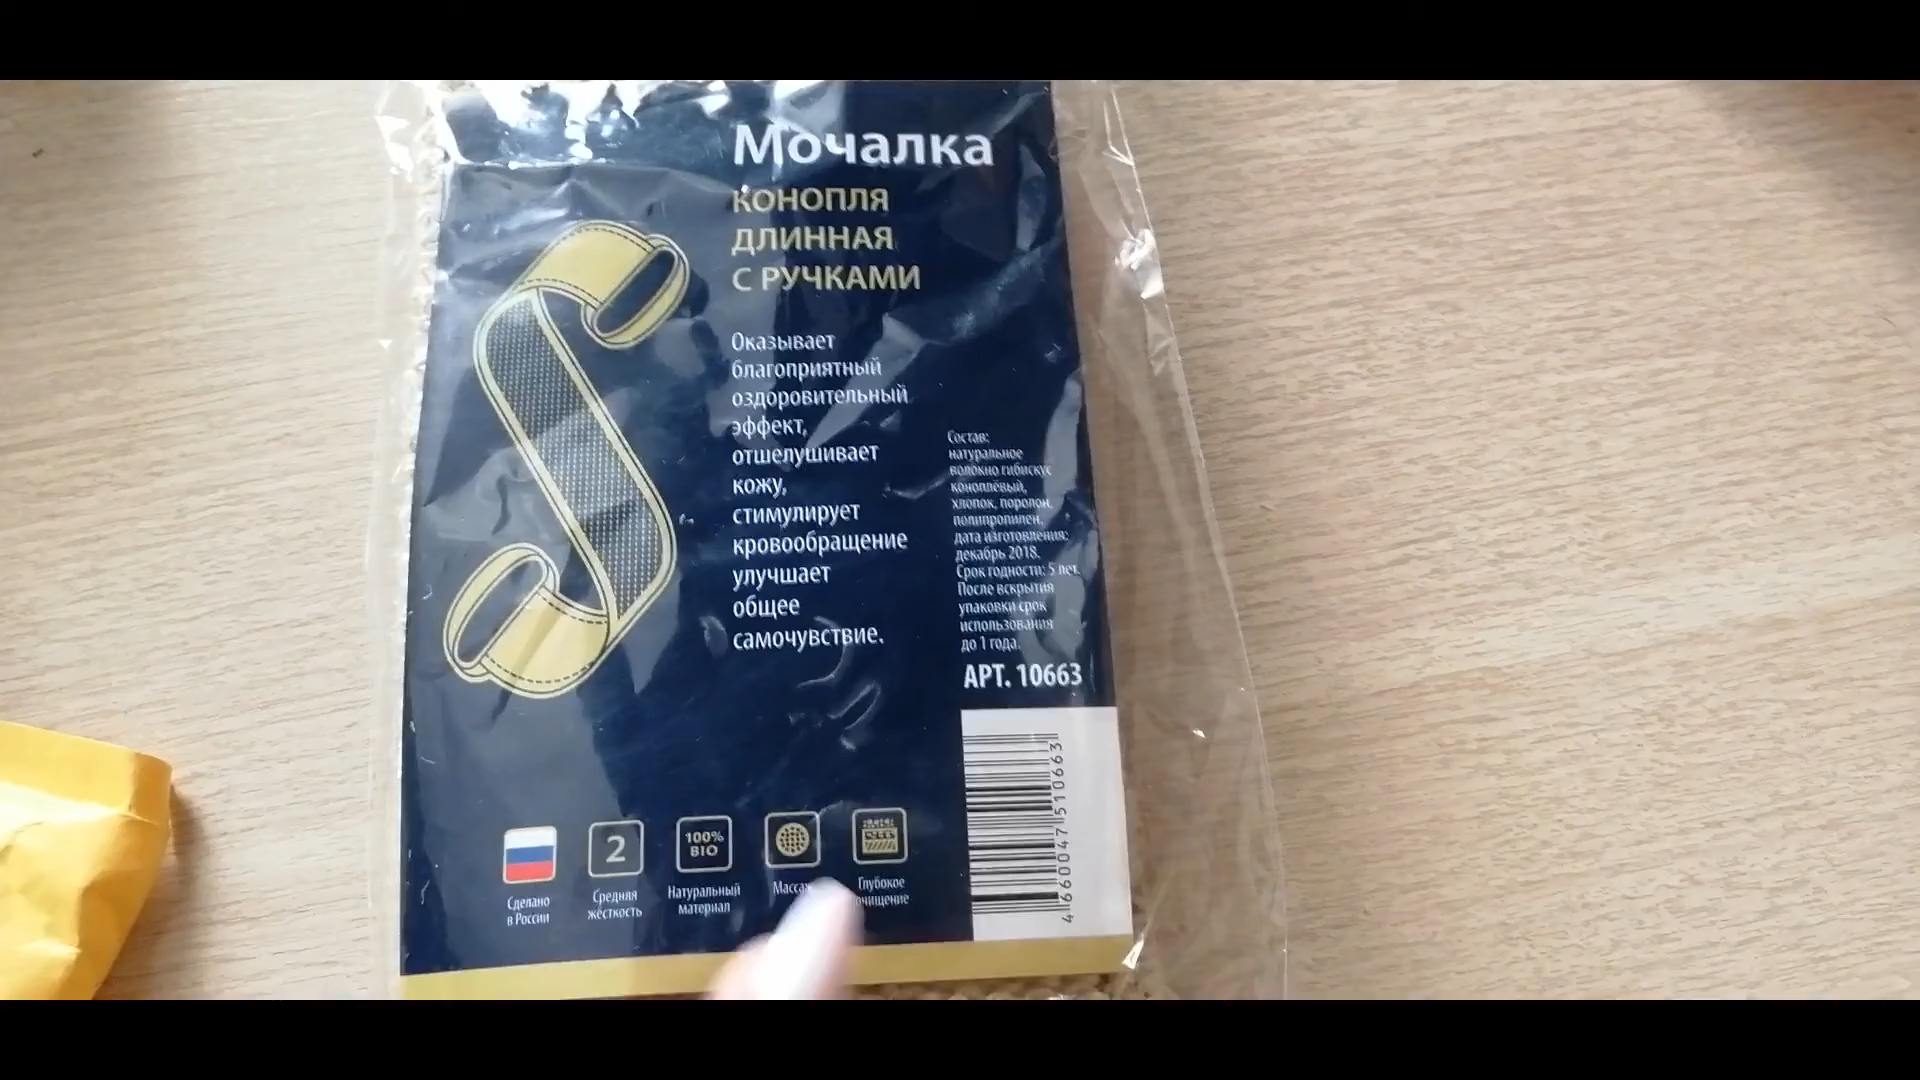 Мочалка
КОНОПЛЯ
ДЛИННАЯ
С РУЧКАМИ
Оказывает
благоприятный
оздоровительный
эффект,
отшелушивает
кожу,
стимулирует
кровообращение
улучшает
общее
самочувствие.
Состав:
натуральное
волокно гибискус
коноплёвый,
хлопок, поролон,
полипропилен.
дата изготовления:
декабрь 2018.
Срок годности: 5 лет.
После вскрытия
упаковки срок
использования
до 1 года.
АРТ. 10663
4660047510663
2
100%
BIO
Сделано
в России
Средняя
жёсткость
Натуральный
материал
Глубокое
очищение